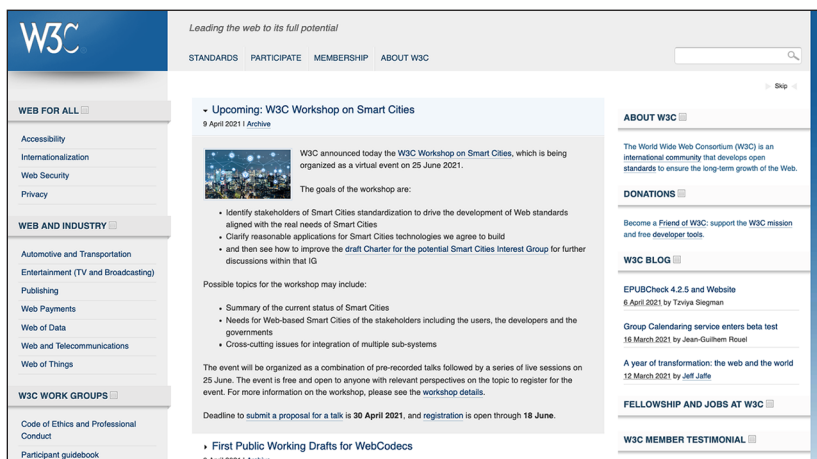 W3C
Leading the web to its full potential
STANDARDS PARTICIPATE MEMBERSHIP ABOUT W3C
Skip
WEB FOR ALL
Accessibility
Internationalization
Web Security
Privacy
WEB AND INDUSTRY
Automotive and Transportation
Entertainment (TV and Broadcasting)
Publishing
Web Payments
Web of Data
Web and Telecommunications
Web of Things
W3C WORK GROUPS
Code of Ethics and Professional
Conduct
Participant guidebook
Upcoming: W3C Workshop on Smart Cities
9 April 2021 | Archive
W3C announced today the W3C Workshop on Smart Cities, which is being
organized as a virtual event on 25 June 2021.
The goals of the workshop are:
• Identify stakeholders of Smart Cities standardization to drive the development of Web standards
aligned with the real needs of Smart Cities
• Clarify reasonable applications for Smart Cities technologies we agree to build
• and then see how to improve the draft Charter for the potential Smart Cities Interest Group for further
discussions within that IG
Possible topics for the workshop may include:
• Summary of the current status of Smart Cities
• Needs for Web-based Smart Cities of the stakeholders including the users, the developers and the
governments
• Cross-cutting issues for integration of multiple sub-systems
The event will be organized as a combination of pre-recorded talks followed by a series of live sessions on
25 June. The event is free and open to anyone with relevant perspectives on the topic to register for the
event. For more information on the workshop, please see the workshop details.
Deadline to submit a proposal for a talk is 30 April 2021, and registration is open through 18 June.
First Public Working Drafts for WebCodecs
ABOUT W3C
The World Wide Web Consortium (W3C) is an
international community that develops open
standards to ensure the long-term growth of the Web.
DONATIONS
Become a Friend of W3C: support the W3C mission
and free developer tools.
W3C BLOG
EPUBCheck 4.2.5 and Website
6 April 2021 by Tzviya Siegman
Group Calendaring service enters beta test
16 March 2021 by Jean-Guilhem Rouel
A year of transformation: the web and the world
12 March 2021 by Jeff Jaffe
FELLOWSHIP AND JOBS AT W3C
W3C MEMBER TESTIMONIAL